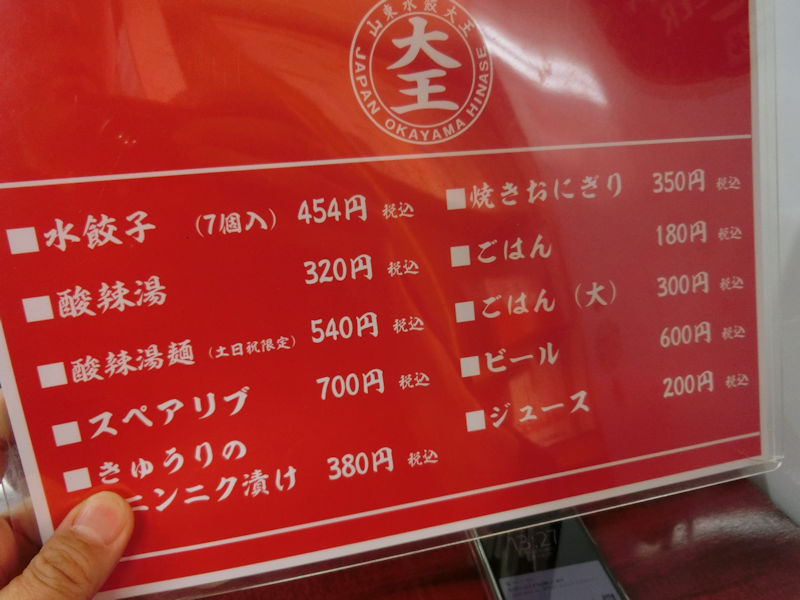 山東水餃大王
大王
JAPAN OKAYAMA HINASE
■水餃子 (7個入) 454円 税込
■酸辣湯 320円 税込
■酸辣湯麺 (土日祝限定) 540円 税込
■スペアリブ 700円 税込
■きゅうりの
ニンニク漬け 380円 税込
■焼きおにぎり 350円 税込
■ごはん 180円 税込
■ごはん (大) 300円 税込
■ビール 600円 税込
■ジュース 200円 税込
13:27